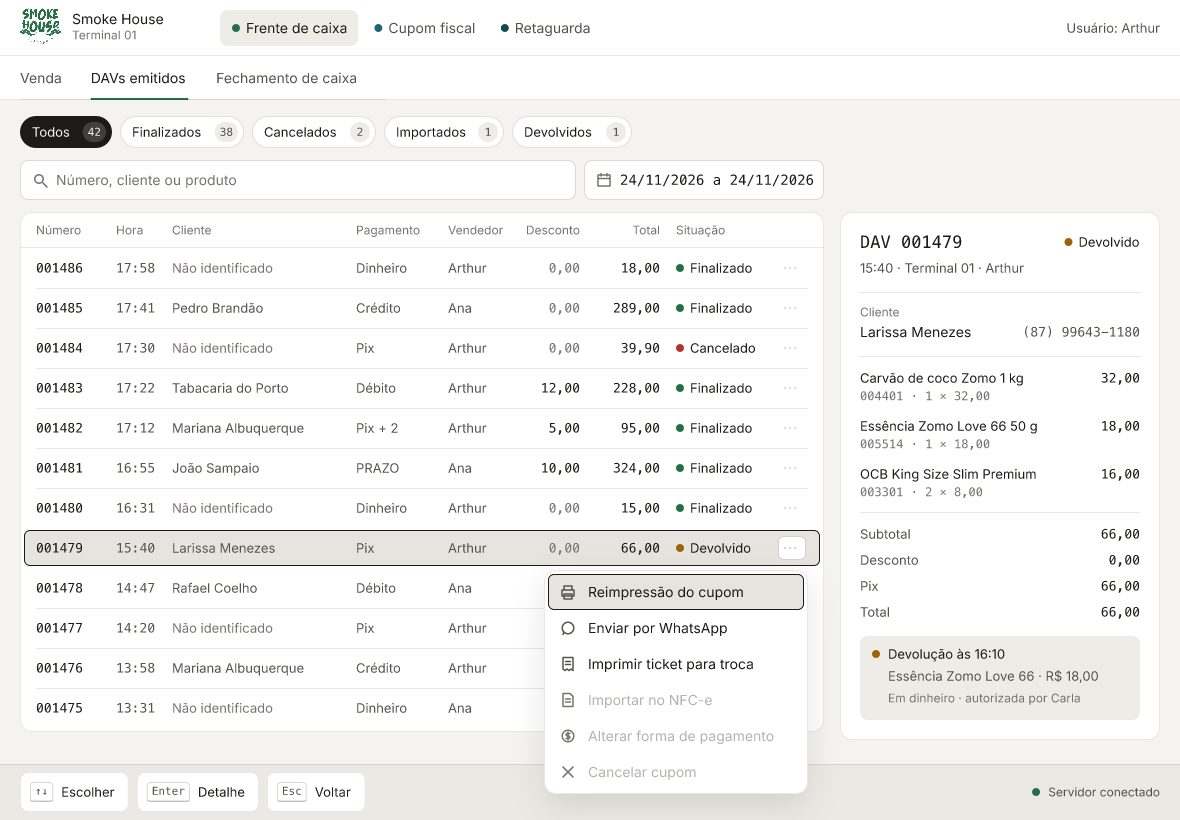 SMOKE HOUSE
Smoke House
Terminal 01
Frente de caixa
Cupom fiscal
Retaguarda
Usuário: Arthur
Venda
DAVs emitidos
Fechamento de caixa
Todos 42
Finalizados 38
Cancelados 2
Importados 1
Devolvidos 1
Número, cliente ou produto
24/11/2026 a 24/11/2026
Número Hora Cliente Pagamento Vendedor Desconto Total Situação
001486 17:58 Não identificado Dinheiro Arthur 0,00 18,00 Finalizado ···
001485 17:41 Pedro Brandão Crédito Ana 0,00 289,00 Finalizado ···
001484 17:30 Não identificado Pix Arthur 0,00 39,90 Cancelado ···
001483 17:22 Tabacaria do Porto Débito Arthur 12,00 228,00 Finalizado ···
001482 17:12 Mariana Albuquerque Pix + 2 Arthur 5,00 95,00 Finalizado ···
001481 16:55 João Sampaio PRAZO Ana 10,00 324,00 Finalizado ···
001480 16:31 Não identificado Dinheiro Arthur 0,00 15,00 Finalizado ···
001479 15:40 Larissa Menezes Pix Arthur 0,00 66,00 Devolvido ···
001478 14:47 Rafael Coelho Débito Ana
001477 14:20 Não identificado Pix Arthur
001476 13:58 Mariana Albuquerque Crédito Arthur
001475 13:31 Não identificado Dinheiro Ana
Reimpressão do cupom
Enviar por WhatsApp
Imprimir ticket para troca
Importar no NFC-e
Alterar forma de pagamento
Cancelar cupom
DAV 001479 Devolvido
15:40 · Terminal 01 · Arthur
Cliente
Larissa Menezes (87) 99643-1180
Carvão de coco Zomo 1 kg 32,00
004401 · 1 × 32,00
Essência Zomo Love 66 50 g 18,00
005514 · 1 × 18,00
OCB King Size Slim Premium 16,00
003301 · 2 × 8,00
Subtotal 66,00
Desconto 0,00
Pix 66,00
Total 66,00
Devolução às 16:10
Essência Zomo Love 66 · R$ 18,00
Em dinheiro · autorizada por Carla
↑↓ Escolher
Enter Detalhe
Esc Voltar
Servidor conectado